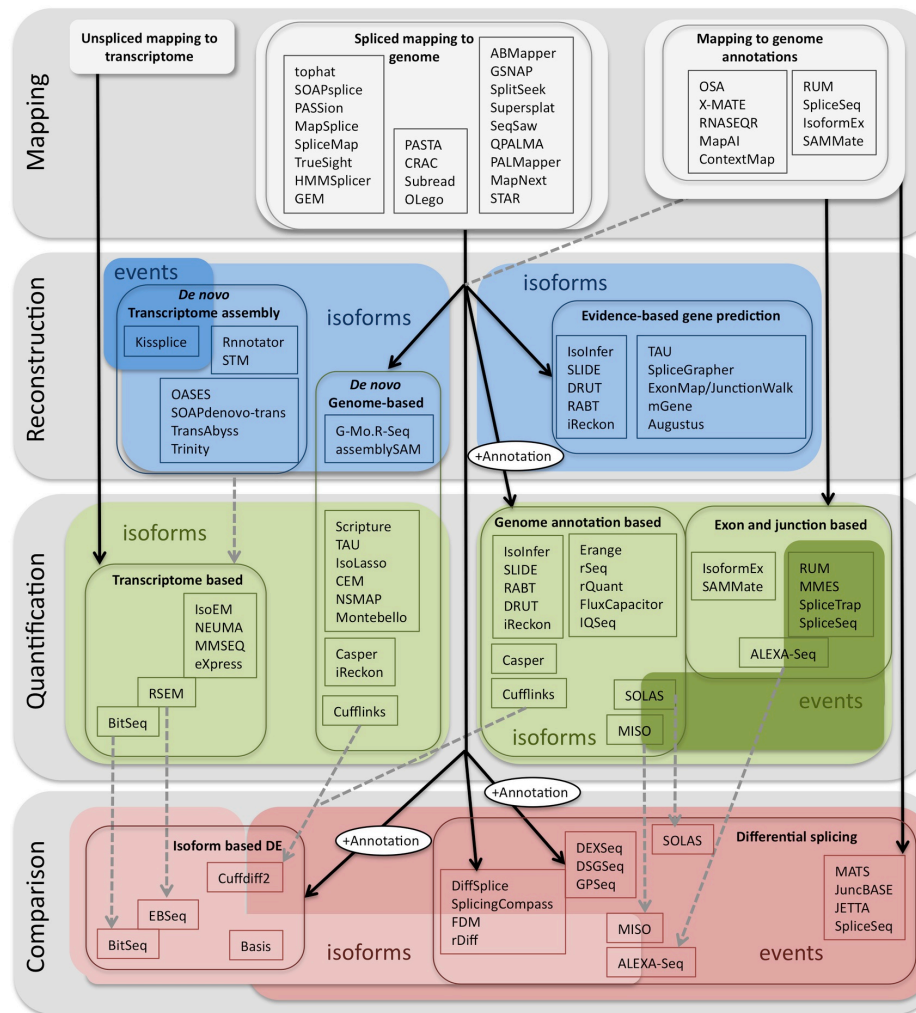 Mapping
Unspliced mapping to
transcriptome
Spliced mapping to
genome
tophat
SOAPsplice
PASSion
MapSplice
SpliceMap
TrueSight
HMMSplicer
GEM
PASTA
CRAC
Subread
OLego
ABMapper
GSNAP
SplitSeek
Supersplat
SeqSaw
QPALMA
PALMapper
MapNext
STAR
Mapping to genome
annotations
OSA
X-MATE
RNASEQR
MapAI
ContextMap
RUM
SpliceSeq
IsoformEx
SAMMate
Reconstruction
events
De novo
Transcriptome assembly
isoforms
Kissplice
Rnnotator
STM
OASES
SOAPdenovo-trans
TransAbyss
Trinity
De novo
Genome-based
G-Mo.R-Seq
assemblySAM
isoforms
Evidence-based gene prediction
IsoInfer
SLIDE
DRUT
RABT
iReckon
TAU
SpliceGrapher
ExonMap/JunctionWalk
mGene
Augustus
+Annotation
Quantification
isoforms
Transcriptome based
IsoEM
NEUMA
MMSEQ
eXpress
RSEM
BitSeq
Scripture
TAU
IsoLasso
CEM
NSMAP
Montebello
Casper
iReckon
Cufflinks
Genome annotation based
IsoInfer
SLIDE
RABT
DRUT
iReckon
Erange
rSeq
rQuant
FluxCapacitor
IQSeq
Casper
Cufflinks
SOLAS
MISO
isoforms
Exon and junction based
IsoformEx
SAMMate
RUM
MMES
SpliceTrap
SpliceSeq
ALEXA-Seq
events
Comparison
+Annotation
+Annotation
Isoform based DE
Cuffdiff2
EBSeq
BitSeq
Basis
isoforms
Differential splicing
DiffSplice
SplicingCompass
FDM
rDiff
DEXSeq
DSGSeq
GPSeq
SOLAS
MISO
ALEXA-Seq
MATS
JuncBASE
JETTA
SpliceSeq
events